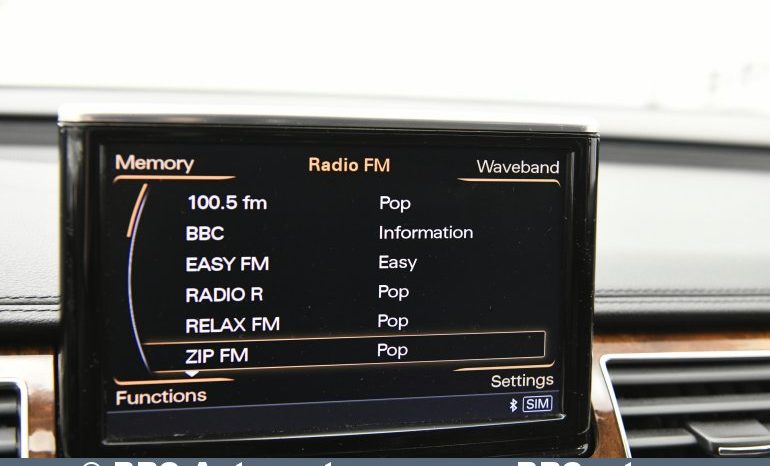 Memory Radio FM Waveband
100.5 fm Pop
BBC Information
EASY FM Easy
RADIO R Pop
RELAX FM Pop
ZIP FM Pop
Functions Settings
SIM